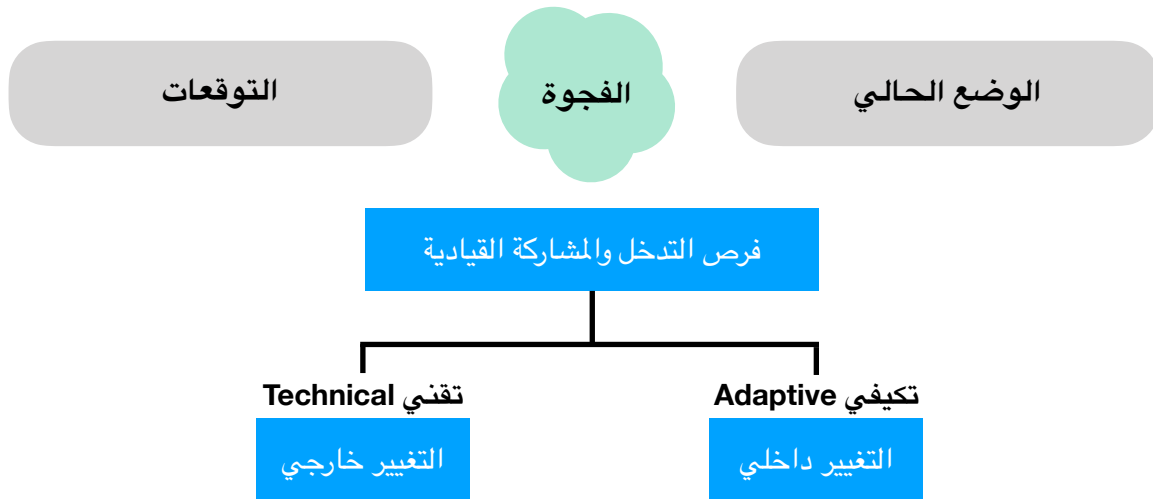 الوضع الحالي
الفجوة
التوقعات
فرص التدخل والمشاركة القيادية
تكيفي Adaptive
تقني Technical
التغيير داخلي
التغيير خارجي